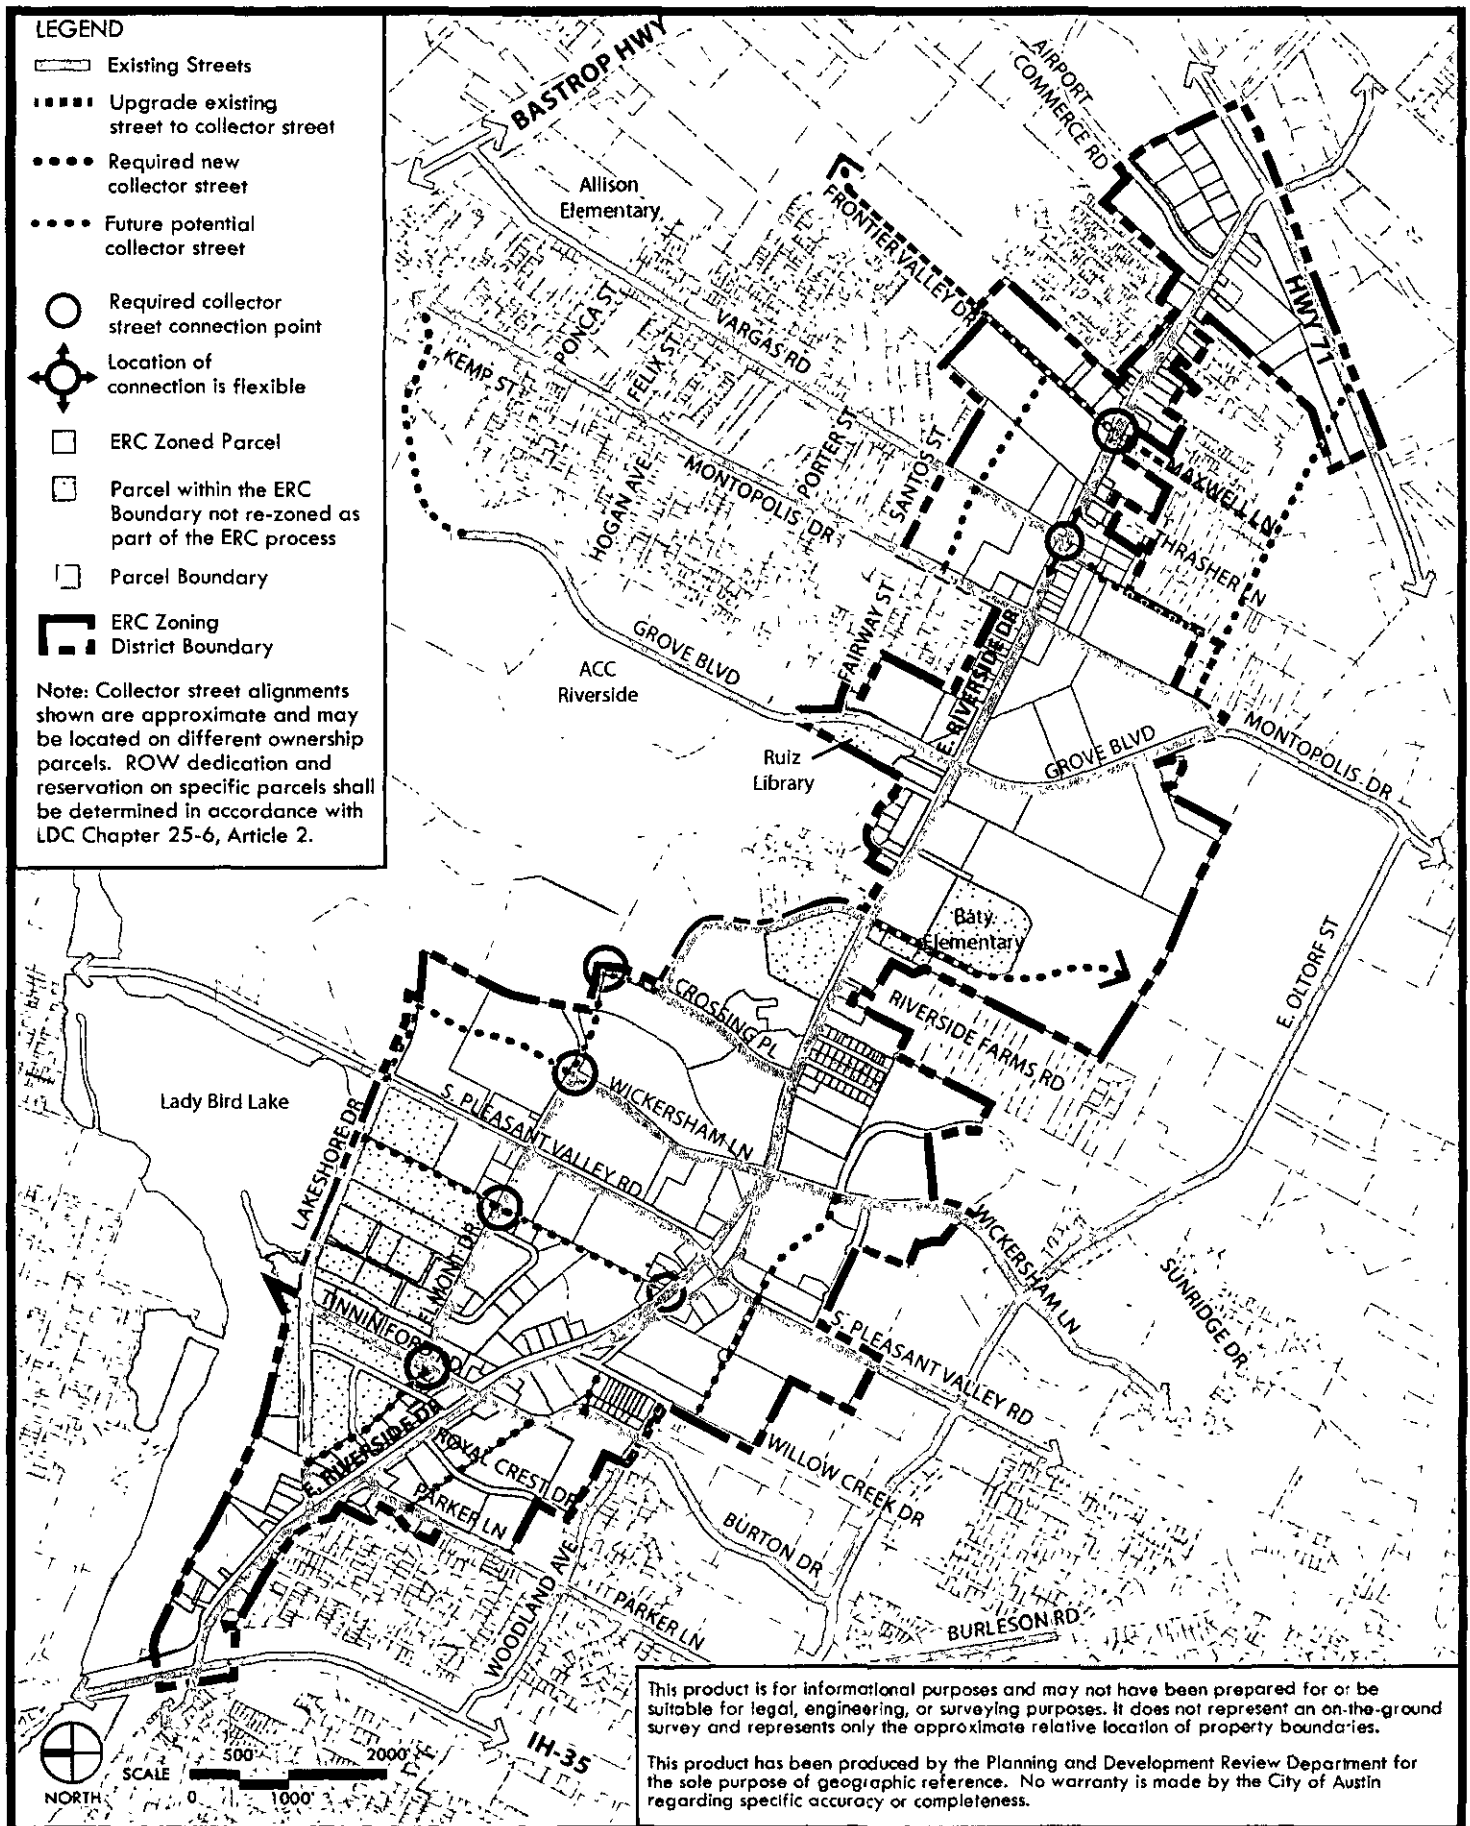 LEGEND
Existing Streets
Upgrade existing
street to collector street
Required new
collector street
Future potential
collector street
Required collector
street connection point
Location of
connection is flexible
ERC Zoned Parcel
Parcel within the ERC
Boundary not re-zoned as
part of the ERC process
Parcel Boundary
ERC Zoning
District Boundary
Note: Collector street alignments
shown are approximate and may
be located on different ownership
parcels. ROW dedication and
reservation on specific parcels shall
be determined in accordance with
LDC Chapter 25-6, Article 2.
BASTROP HWY
AIRPORT
COMMERCE RD
Allison
Elementary
FRONTIER VALLEY DR
HWY 71
VARGAS RD
PONCA ST
KEMP ST
FELIX ST
PORTER ST
SANTOS ST
MONTOPOLIS DR
HOGAN AVE
MAXWELL LN
THRASHER LN
FAIRWAY ST
GROVE BLVD
ACC
Riverside
E. RIVERSIDE DR
Ruiz
Library
GROVE BLVD
MONTOPOLIS DR
Baty
Elementary
E. OLTORF ST
CROSSING PL
RIVERSIDE FARMS RD
Lady Bird Lake
LAKESHORE DR
S. PLEASANT VALLEY RD
WICKERSHAM LN
ELMONT DR
WICKERSHAM LN
SUNRIDGE DR
TINNIN FORD RD
S. PLEASANT VALLEY RD
E. RIVERSIDE DR
ROYAL CREST DR
PARKER LN
WILLOW CREEK DR
BURTON DR
WOODLAND AVE
PARKER LN
BURLESON RD
IH-35
NORTH
SCALE
500'
2000'
0
1000'
This product is for informational purposes and may not have been prepared for or be
suitable for legal, engineering, or surveying purposes. It does not represent an on-the-ground
survey and represents only the approximate relative location of property boundaries.
This product has been produced by the Planning and Development Review Department for
the sole purpose of geographic reference. No warranty is made by the City of Austin
regarding specific accuracy or completeness.